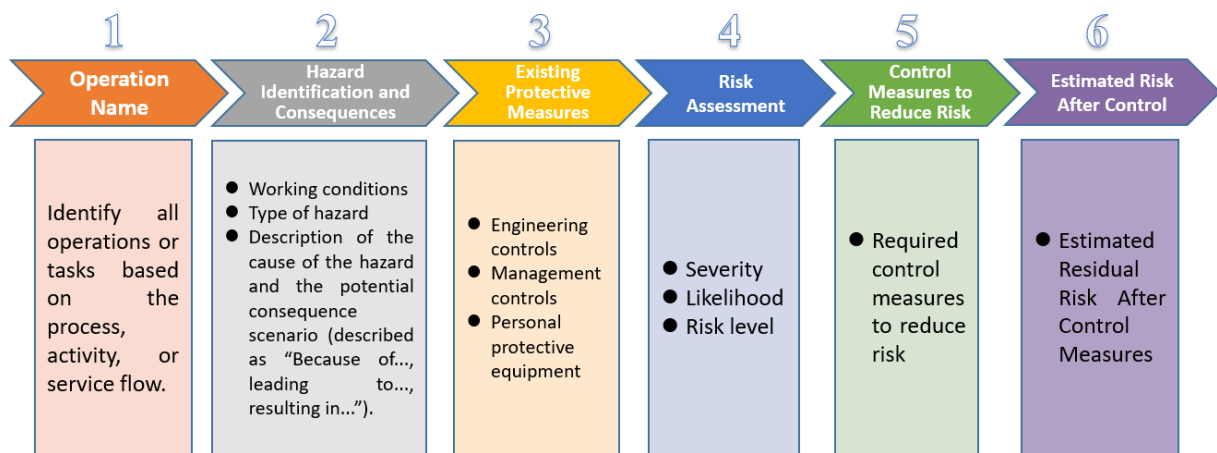 1
2
3
4
5
6
Operation
Name
Hazard
Identification and
Consequences
Existing
Protective
Measures
Risk
Assessment
Control
Measures to
Reduce Risk
Estimated Risk
After Control
Identify all
operations or
tasks based
on the
process,
activity, or
service flow.
● Working conditions
● Type of hazard
● Description of the
cause of the hazard
and the potential
consequence
scenario (described
as “Because of...,
leading to...,
resulting in...”).
● Engineering
controls
● Management
controls
● Personal
protective
equipment
● Severity
● Likelihood
● Risk level
● Required
control
measures
to reduce
risk
● Estimated
Residual
Risk After
Control
Measures